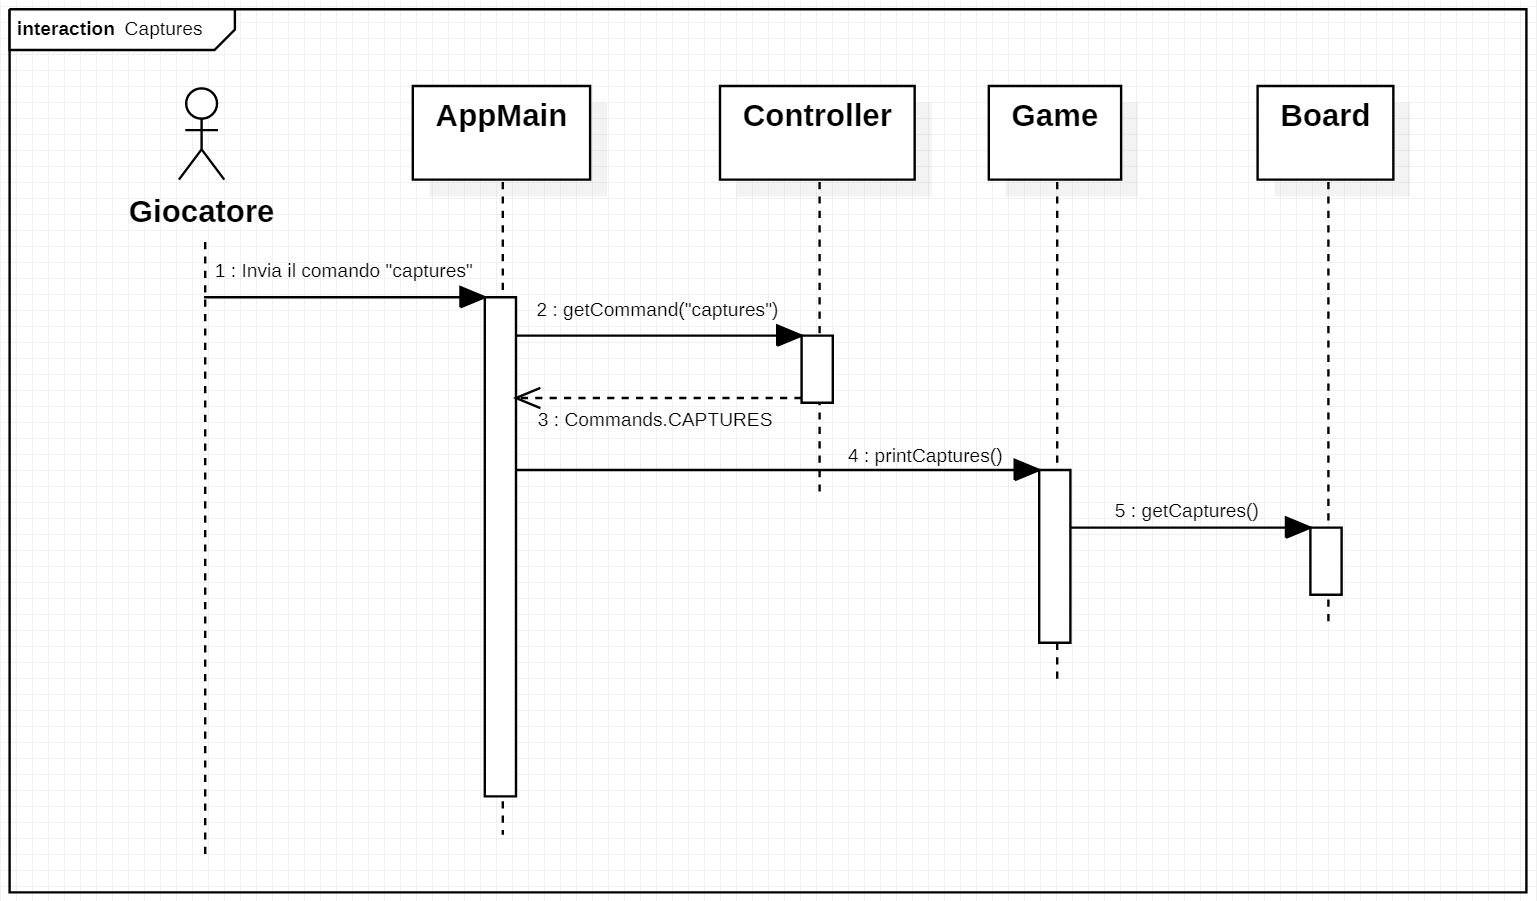 interaction Captures
AppMain
Controller
Game
Board
Giocatore
1 : Invia il comando "captures"
2 : getCommand("captures")
3 : Commands.CAPTURES
4 : printCaptures()
5 : getCaptures()